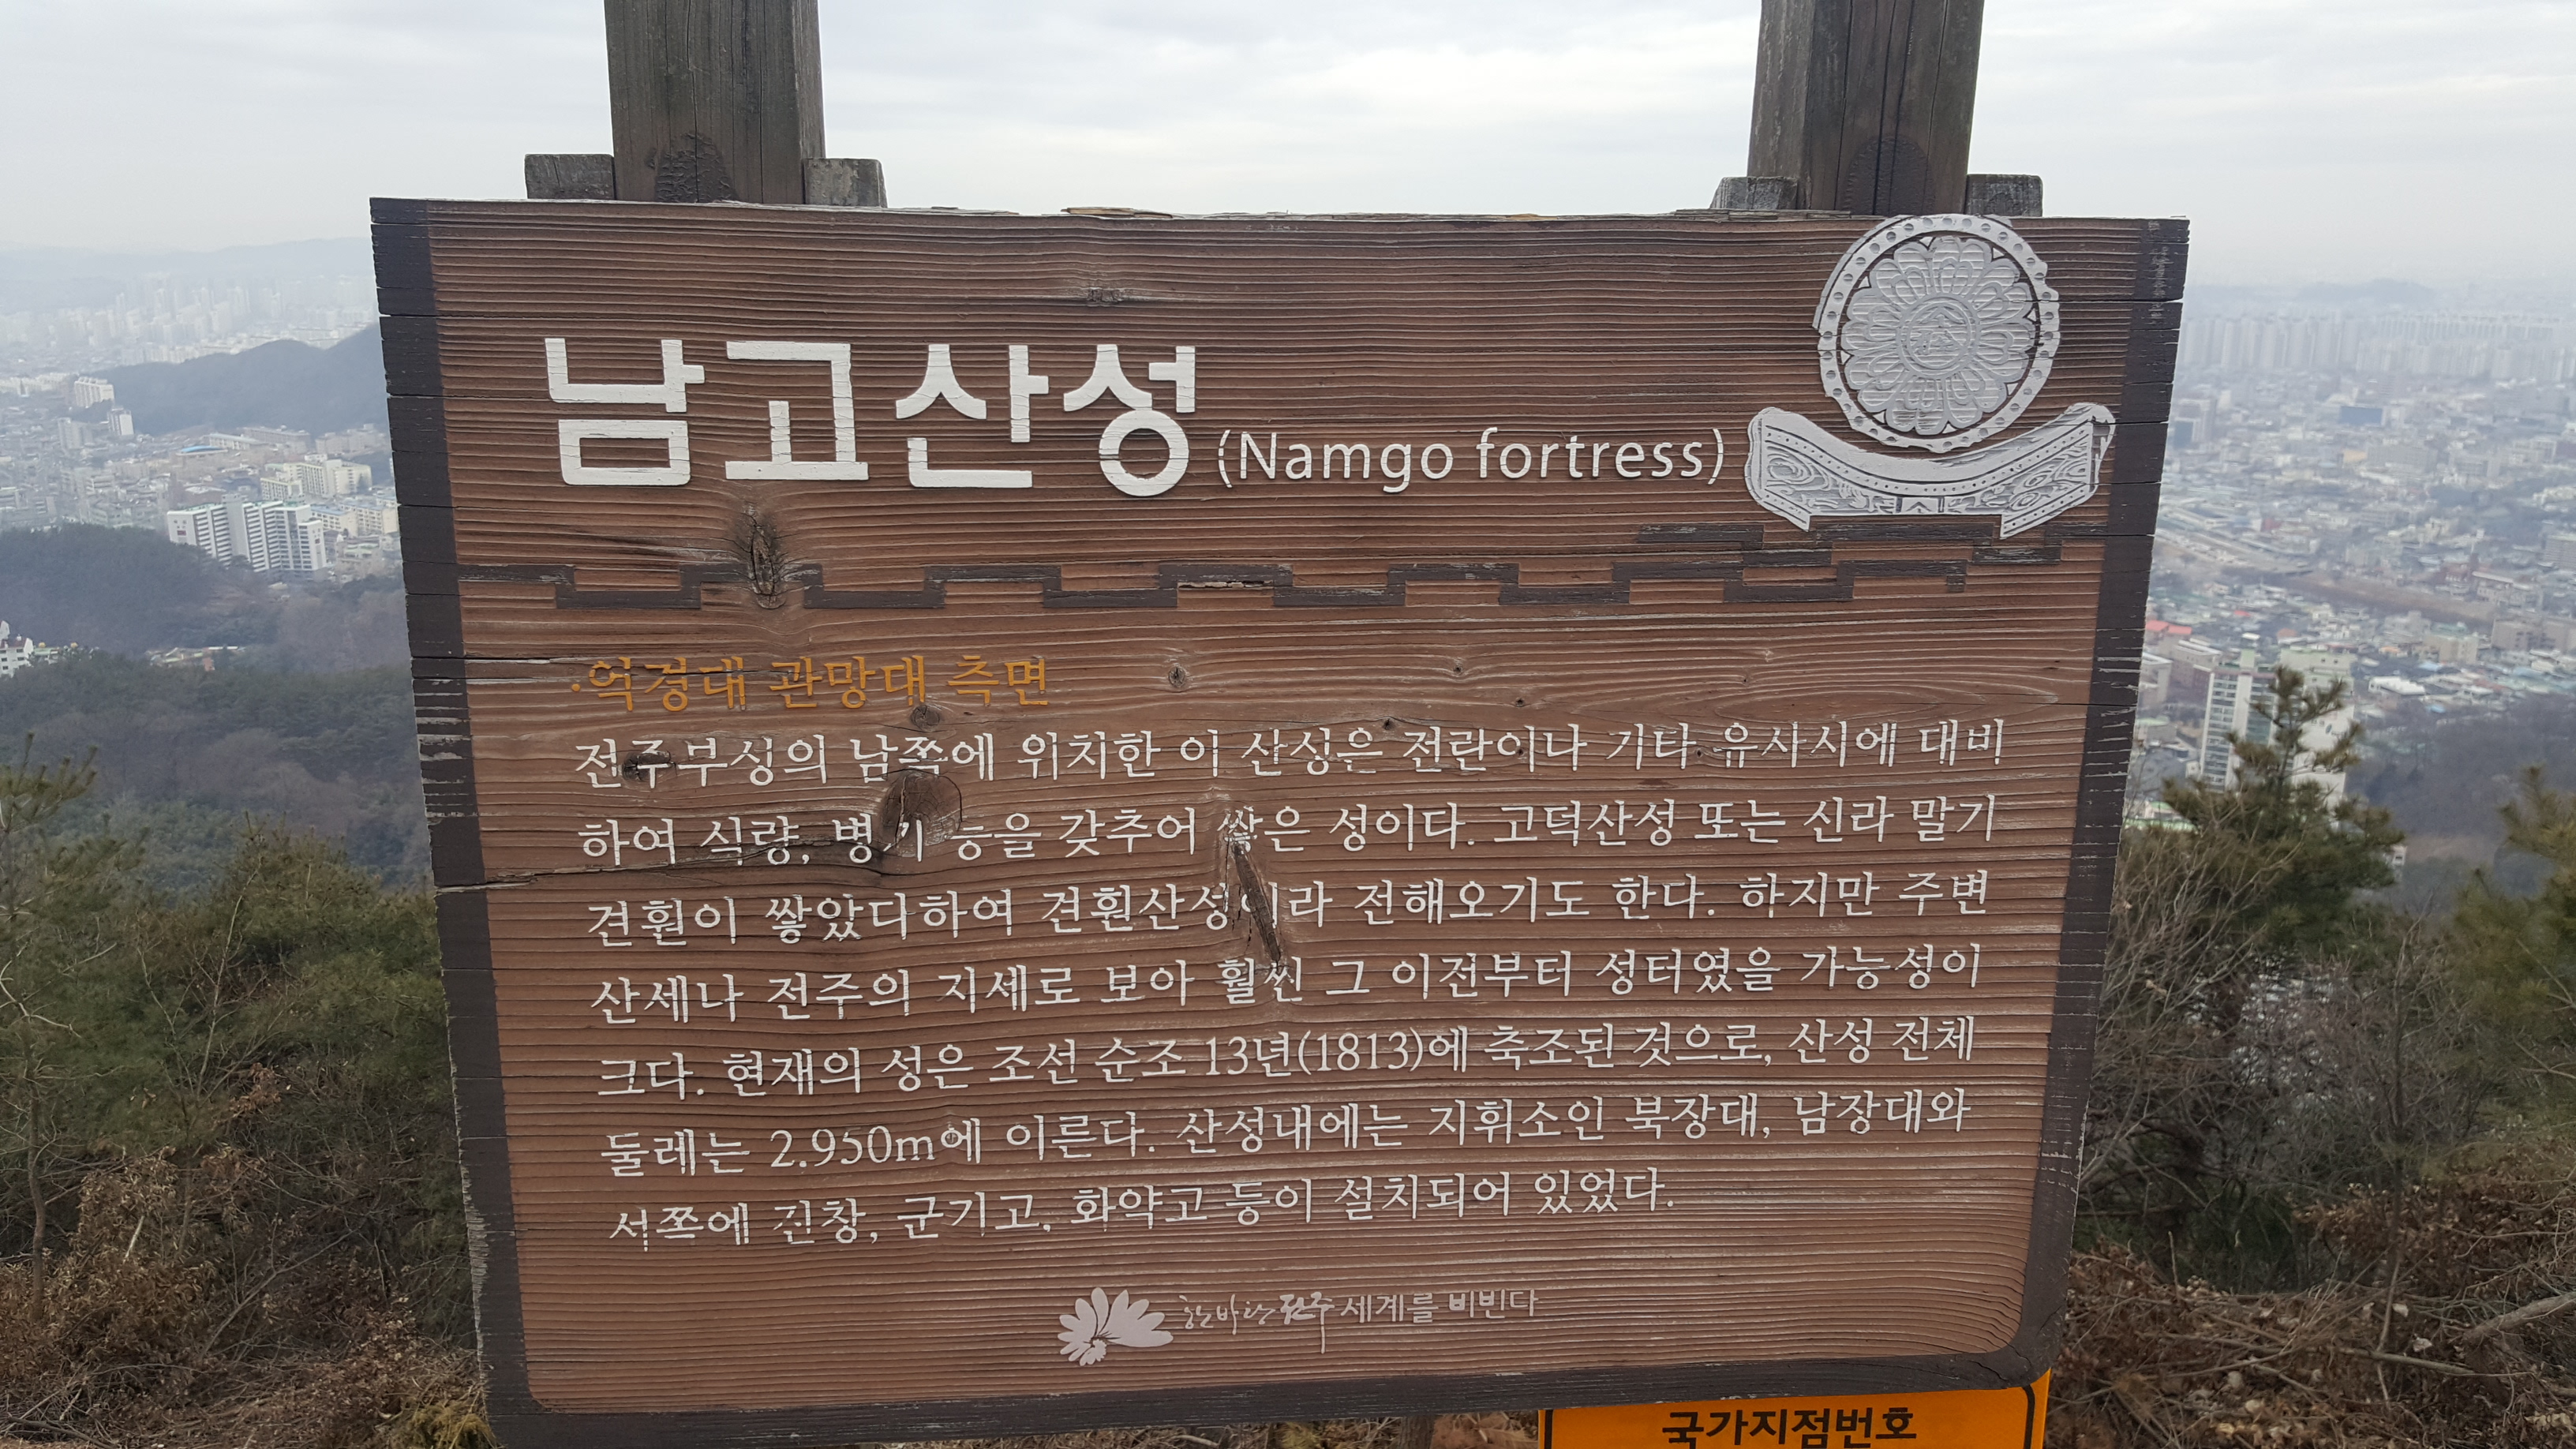 남고산성 (Namgo fortress)
·억경대 관망대 측면
전주부성의 남쪽에 위치한 이 산성은 전란이나 기타 유사시에 대비
하여 식량, 병기 등을 갖추어 쌓은 성이다. 고덕산성 또는 신라 말기
견훤이 쌓았다하여 견훤산성이라 전해오기도 한다. 하지만 주변
산세나 전주의 지세로 보아 훨씬 그 이전부터 성터였을 가능성이
크다. 현재의 성은 조선 순조 13년(1813)에 축조된 것으로, 산성 전체
둘레는 2.950m에 이른다. 산성내에는 지휘소인 북장대, 남장대와
서쪽에 진창, 군기고, 화약고 등이 설치되어 있었다.
한바탕 전주 세계를 비빈다
국가지점번호